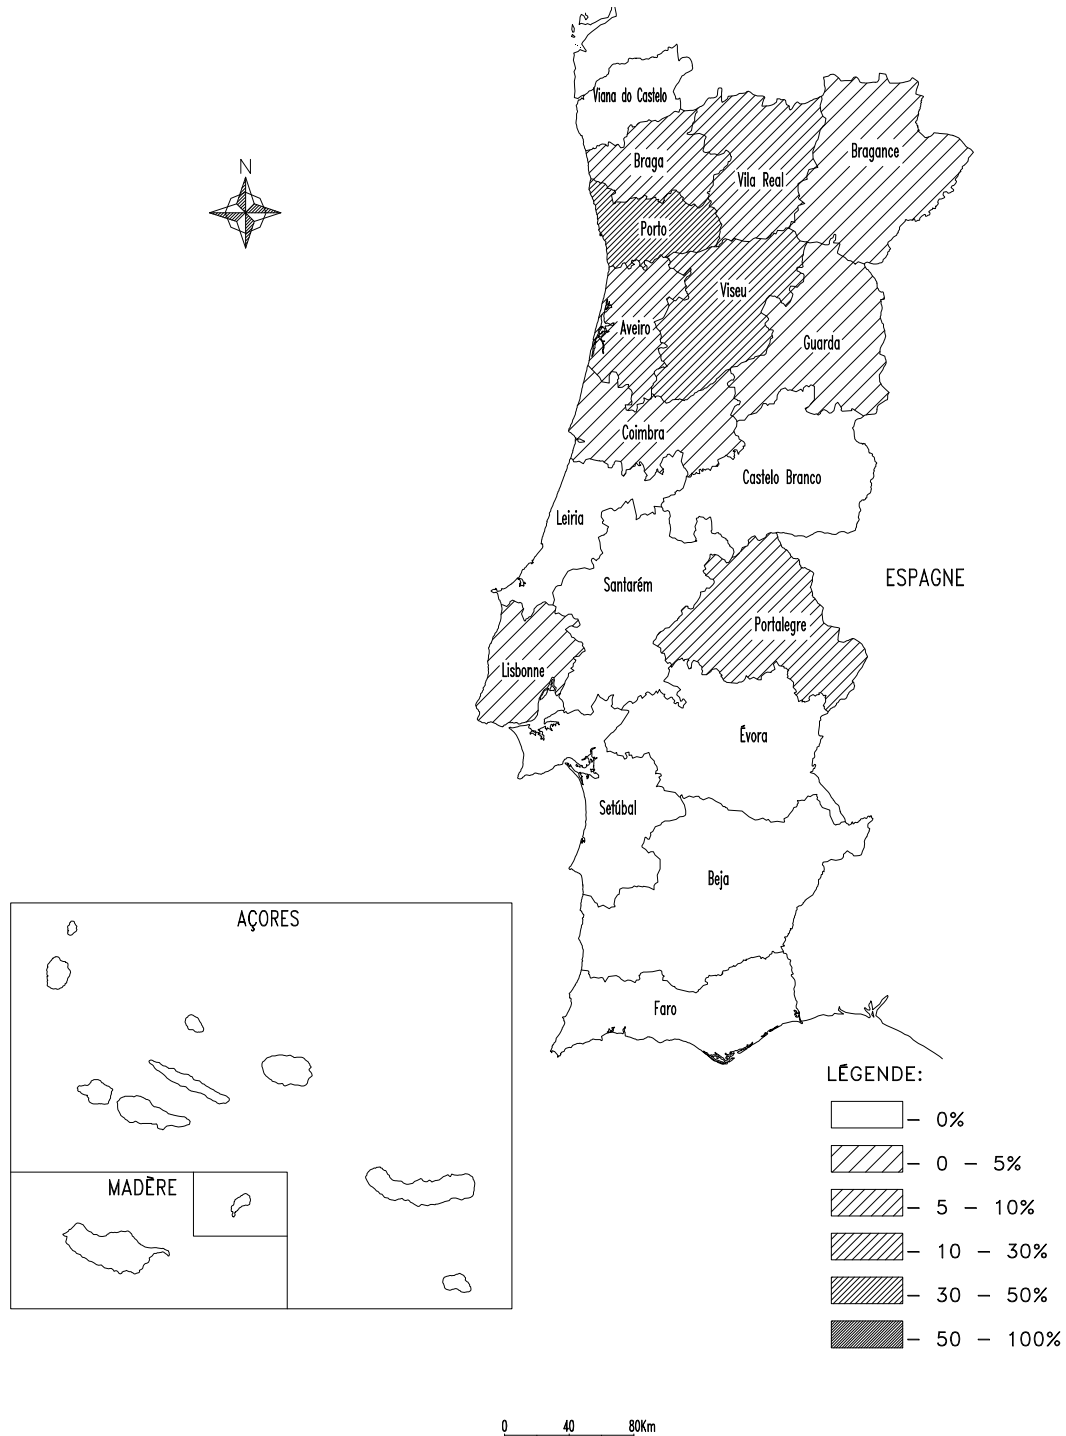 Viana do Castelo
Braga
Vila Real
Bragance
N
Porto
Viseu
Aveiro
Guarda
Coimbra
Castelo Branco
Leiria
ESPAGNE
Santarém
Portalegre
Lisbonne
Évora
Setúbal
Beja
AÇORES
Faro
LÉGENDE:
– 0%
– 0 – 5%
MADÈRE
– 5 – 10%
– 10 – 30%
– 30 – 50%
– 50 – 100%
0 40 80Km